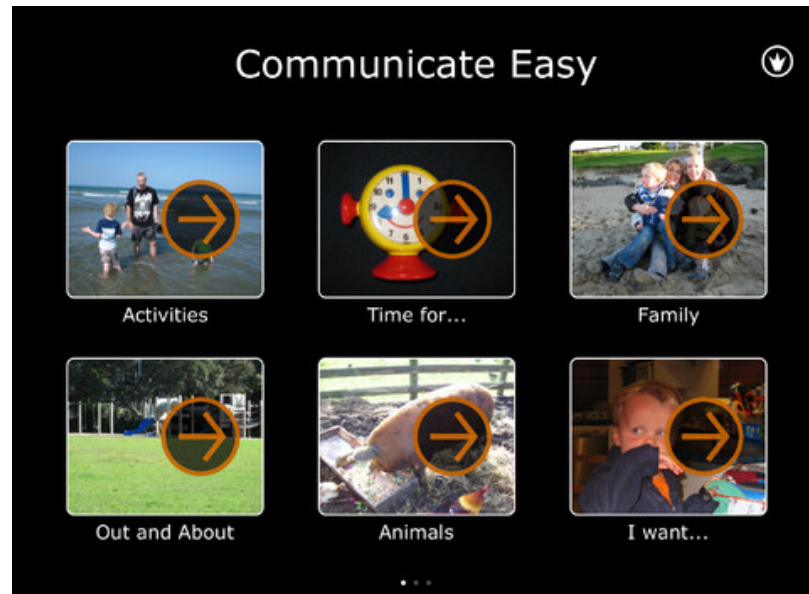 Communicate Easy
Activities
Time for...
Family
Out and About
Animals
I want...